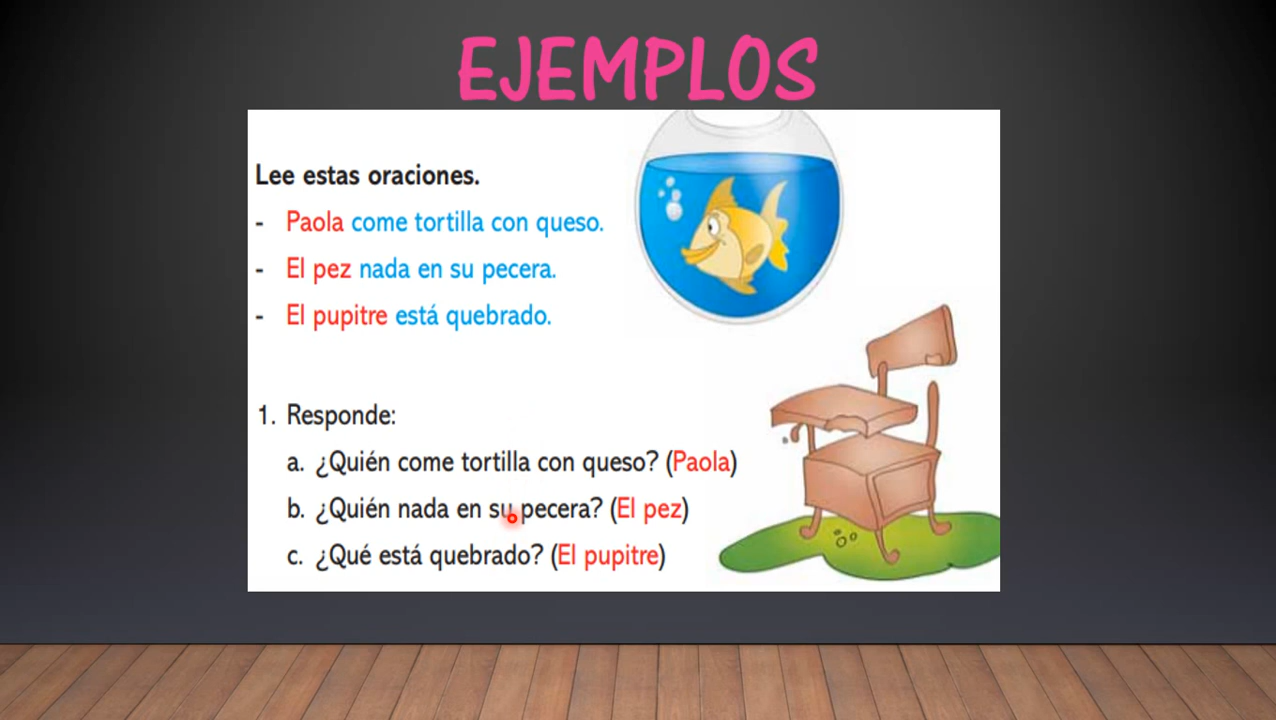 EJEMPLOS
Lee estas oraciones.
- Paola come tortilla con queso.
- El pez nada en su pecera.
- El pupitre está quebrado.
1. Responde:
a. ¿Quién come tortilla con queso? (Paola)
b. ¿Quién nada en su pecera? (El pez)
c. ¿Qué está quebrado? (El pupitre)